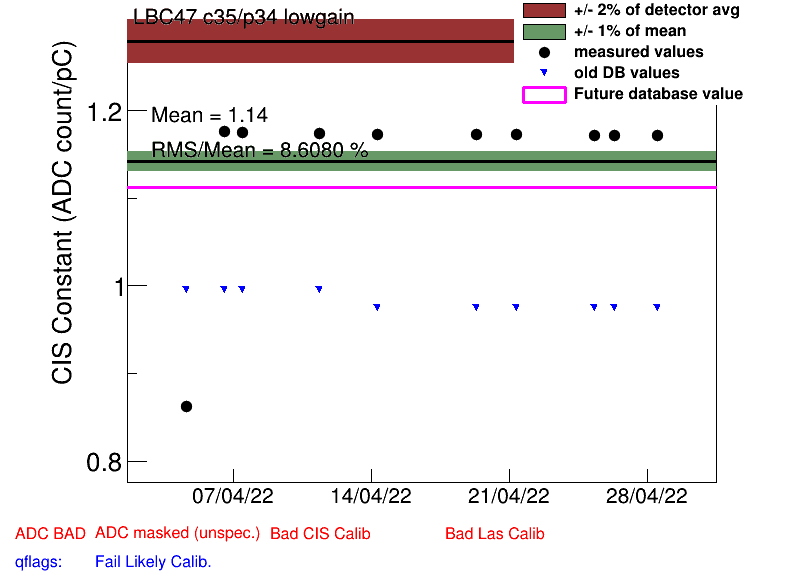 LBC47 c35/p34 lowgain
+/- 2% of detector avg
+/- 1% of mean
measured values
old DB values
Future database value
CIS Constant (ADC count/pC)
1.2
Mean = 1.14
RMS/Mean = 8.6080 %
1
0.8
07/04/22 14/04/22 21/04/22 28/04/22
ADC BAD ADC masked (unspec.) Bad CIS Calib Bad Las Calib
qflags: Fail Likely Calib.